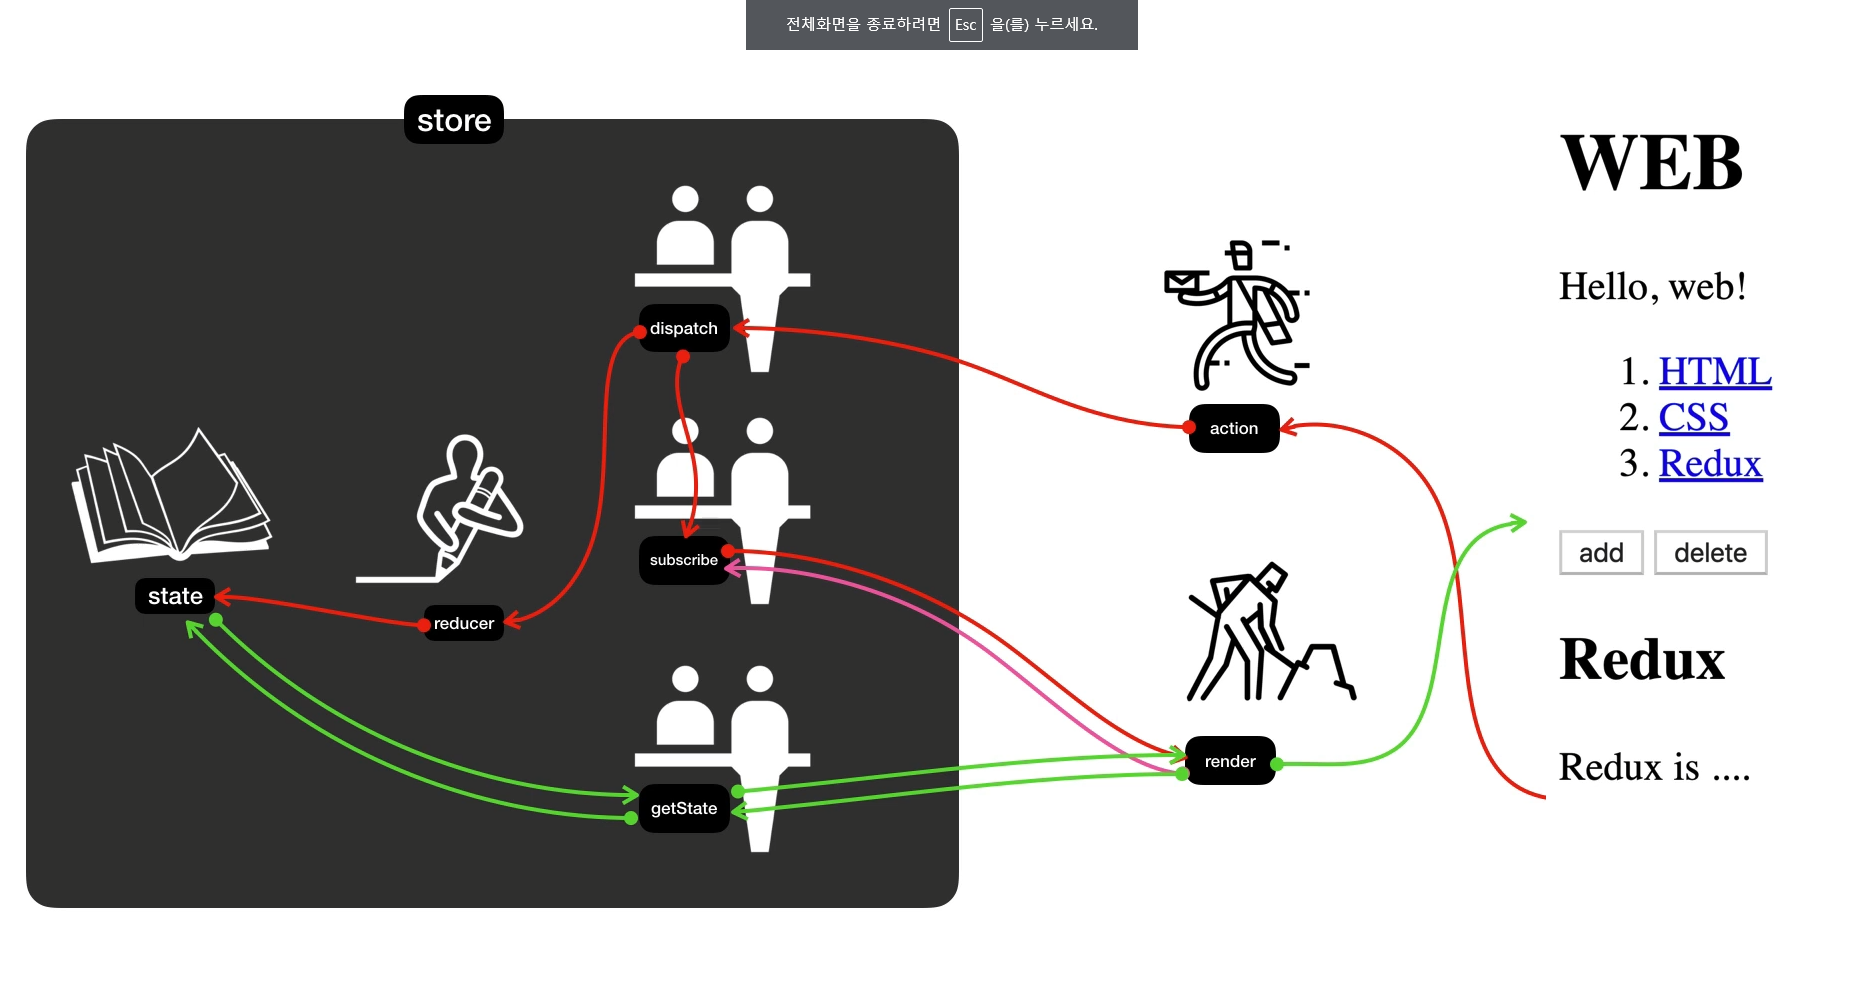 전체화면을 종료하려면 Esc 을(를) 누르세요.
store
dispatch
subscribe
state
reducer
getState
action
render
WEB
Hello, web!
1. HTML
2. CSS
3. Redux
add delete
Redux
Redux is ....